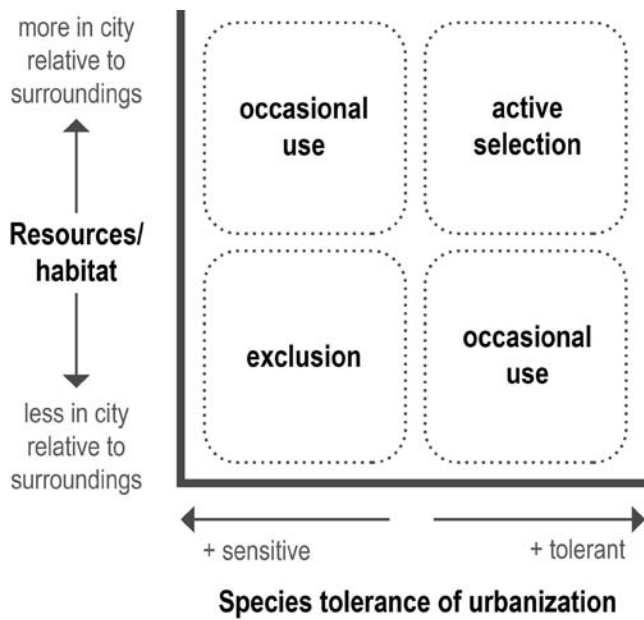 more in city
relative to
surroundings
Resources/
habitat
less in city
relative to
surroundings
occasional
use
active
selection
exclusion
occasional
use
+ sensitive
+ tolerant
Species tolerance of urbanization